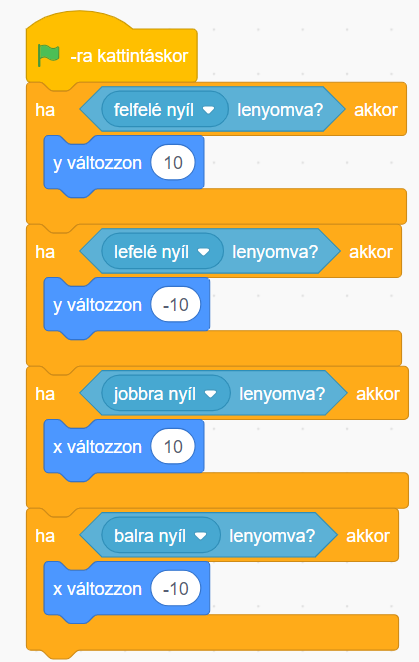 -ra kattintáskor
ha felfelé nyíl lenyomva? akkor
y változzon 10
ha lefelé nyíl lenyomva? akkor
y változzon -10
ha jobbra nyíl lenyomva? akkor
x változzon 10
ha balra nyíl lenyomva? akkor
x változzon -10